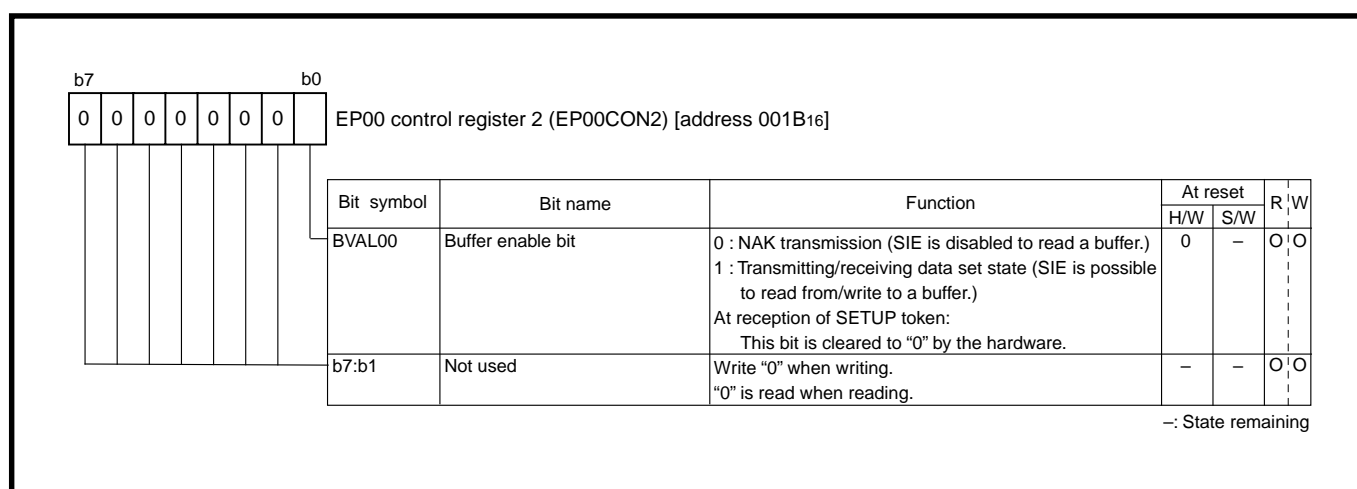 b7 b0
0 0 0 0 0 0 0 EP00 control register 2 (EP00CON2) [address 001B16]
Bit symbol Bit name Function At reset R W
H/W S/W
BVAL00 Buffer enable bit 0 : NAK transmission (SIE is disabled to read a buffer.) 0 – O O
1 : Transmitting/receiving data set state (SIE is possible
to read from/write to a buffer.)
At reception of SETUP token:
This bit is cleared to “0” by the hardware.
b7:b1 Not used Write “0” when writing. – – O O
“0” is read when reading.
–: State remaining